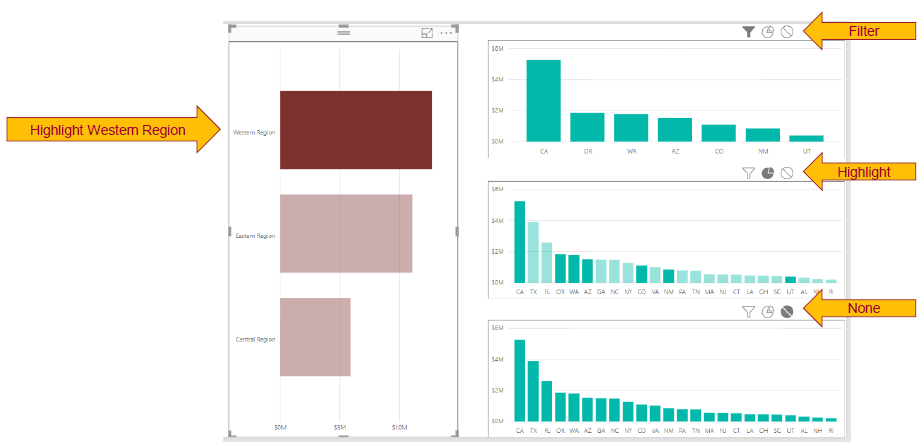 Highlight Western Region
Western Region
Eastern Region
Central Region
$0M $5M $10M
Filter
$6M
$4M
$2M
$0M
CA OR WA AZ CO NM UT
Highlight
$6M
$4M
$2M
$0M
CA TX FL OR WA AZ GA NC NY CO VA NM PA TN MA NJ CT LA OH SC UT AL NH RI
None
$6M
$4M
$2M
$0M
CA TX FL OR WA AZ GA NC NY CO VA NM PA TN MA NJ CT LA OH SC UT AL NH RI